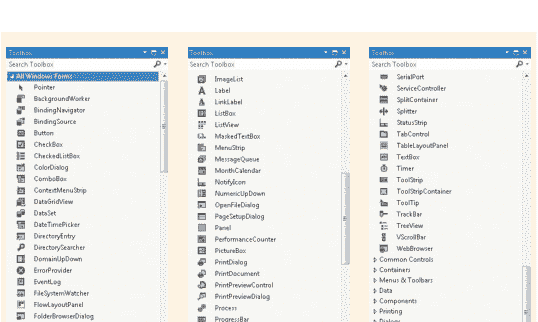 Toolbox
Search Toolbox
All Windows Forms
Pointer
BackgroundWorker
BindingNavigator
BindingSource
Button
CheckBox
CheckedListBox
ColorDialog
ComboBox
ContextMenuStrip
DataGridView
DataSet
DateTimePicker
DirectoryEntry
DirectorySearcher
DomainUpDown
ErrorProvider
EventLog
FileSystemWatcher
FlowLayoutPanel
FolderBrowserDialog
Toolbox
Search Toolbox
ImageList
Label
LinkLabel
ListBox
ListView
MaskedTextBox
MenuStrip
MessageQueue
MonthCalendar
NotifyIcon
NumericUpDown
OpenFileDialog
PageSetupDialog
Panel
PerformanceCounter
PictureBox
PrintDialog
PrintDocument
PrintPreviewControl
PrintPreviewDialog
Process
ProgressBar
Toolbox
Search Toolbox
SerialPort
ServiceController
SplitContainer
Splitter
StatusStrip
TabControl
TableLayoutPanel
TextBox
Timer
ToolStrip
ToolStripContainer
ToolTip
TrackBar
TreeView
VScrollBar
WebBrowser
Common Controls
Containers
Menus & Toolbars
Data
Components
Printing
Dialogs